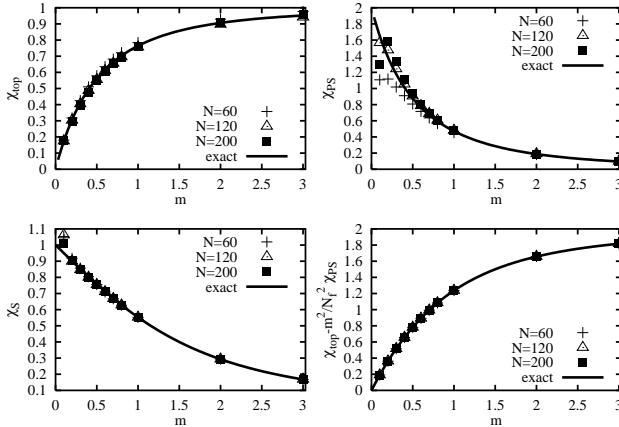 1
0.9
0.8
0.7
0.6
0.5
0.4
0.3
0.2
0.1
0
χtop
N=60
N=120
N=200
exact
0 0.5 1 1.5 2 2.5 3
m
2
1.8
1.6
1.4
1.2
1
0.8
0.6
0.4
0.2
0
χPS
N=60
N=120
N=200
exact
0 0.5 1 1.5 2 2.5 3
m
1.1
1
0.9
0.8
0.7
0.6
0.5
0.4
0.3
0.2
0.1
χS
N=60
N=120
N=200
exact
0 0.5 1 1.5 2 2.5 3
m
2
1.8
1.6
1.4
1.2
1
0.8
0.6
0.4
0.2
0
χtop-m²/Nf² χPS
N=60
N=120
N=200
exact
0 0.5 1 1.5 2 2.5 3
m